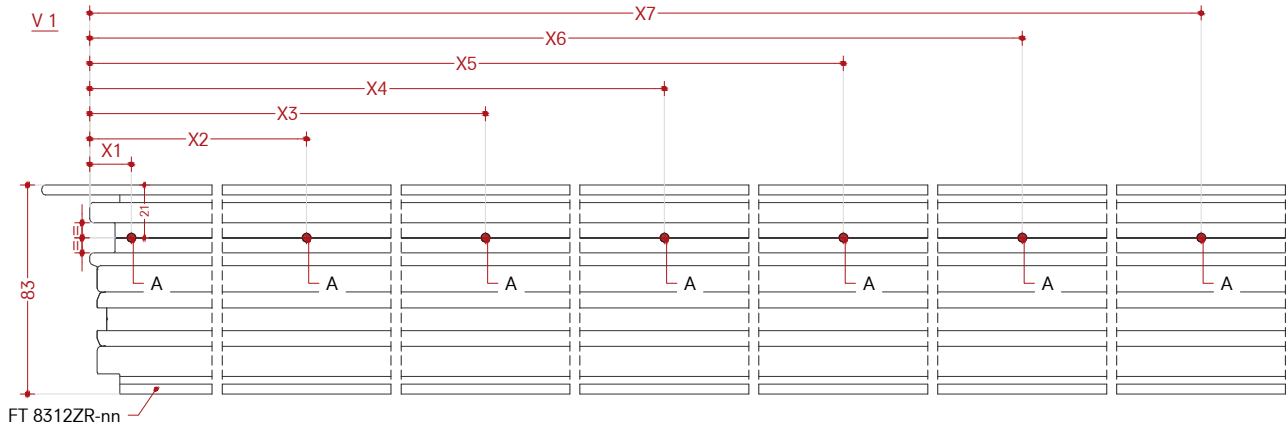 V 1
X7
X6
X5
X4
X3
X2
X1
21
=
=
83
A
A
A
A
A
A
A
FT 8312ZR-nn